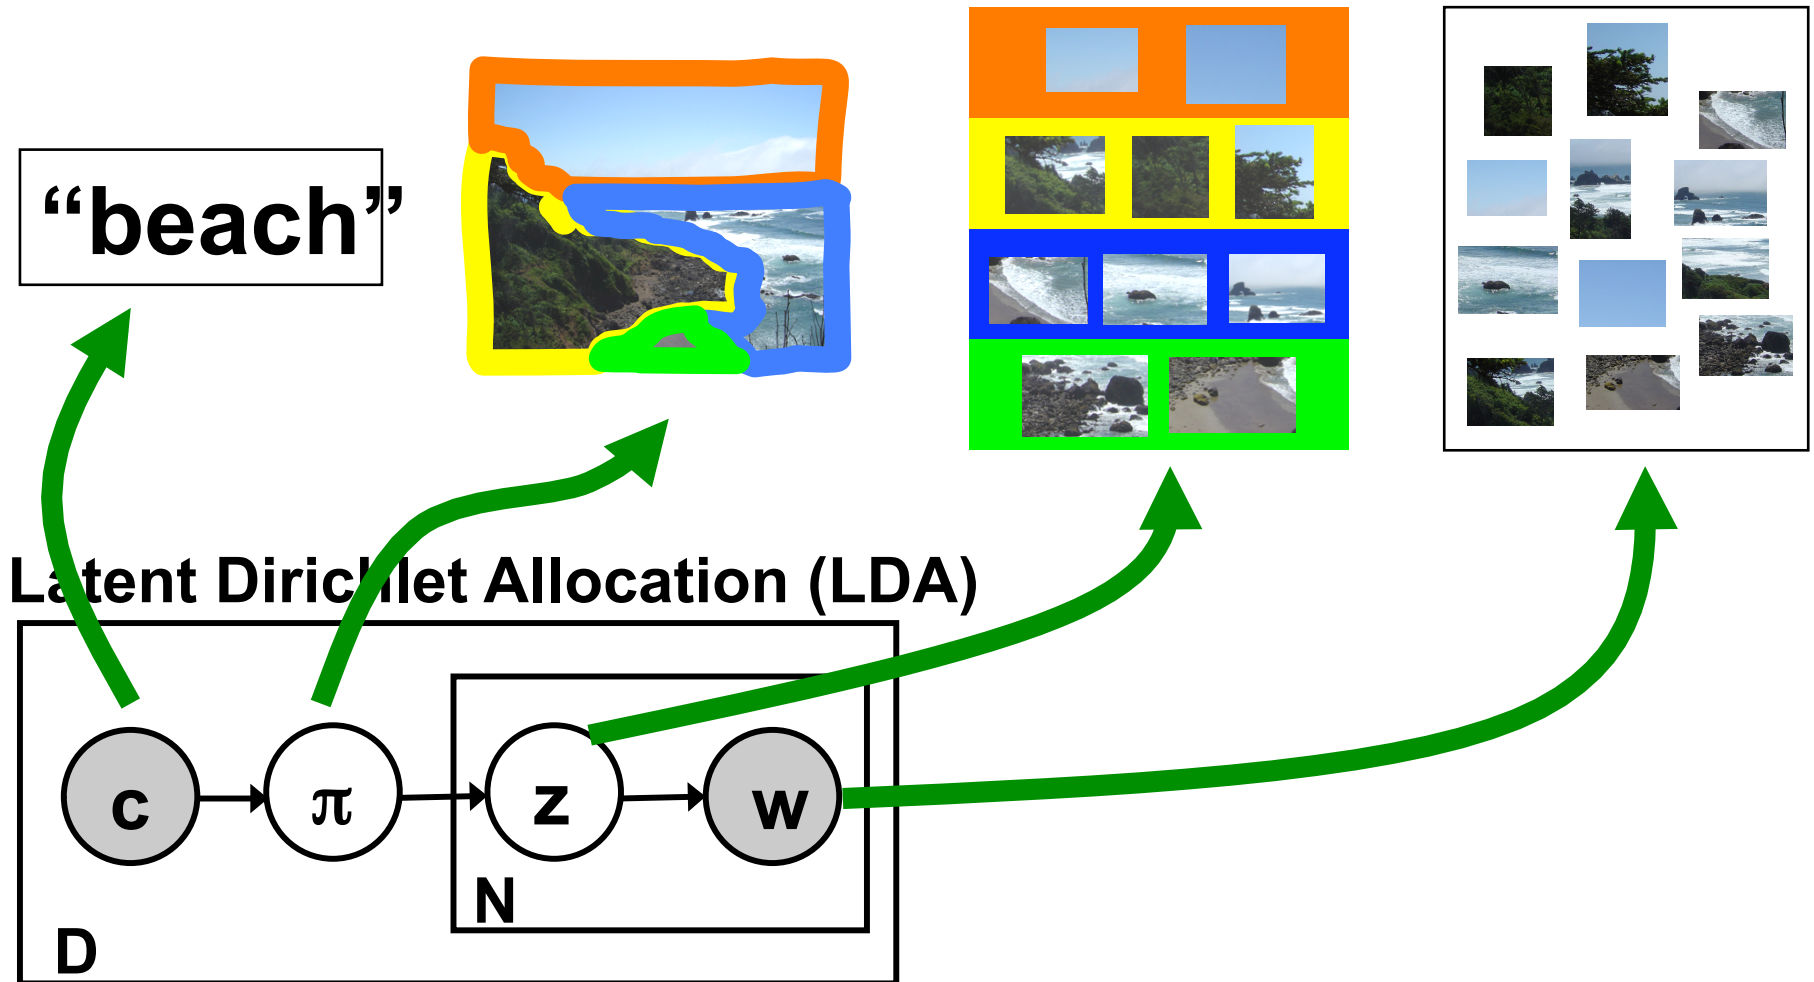 “beach”
Latent Dirichlet Allocation (LDA)
c
π
z
w
N
D